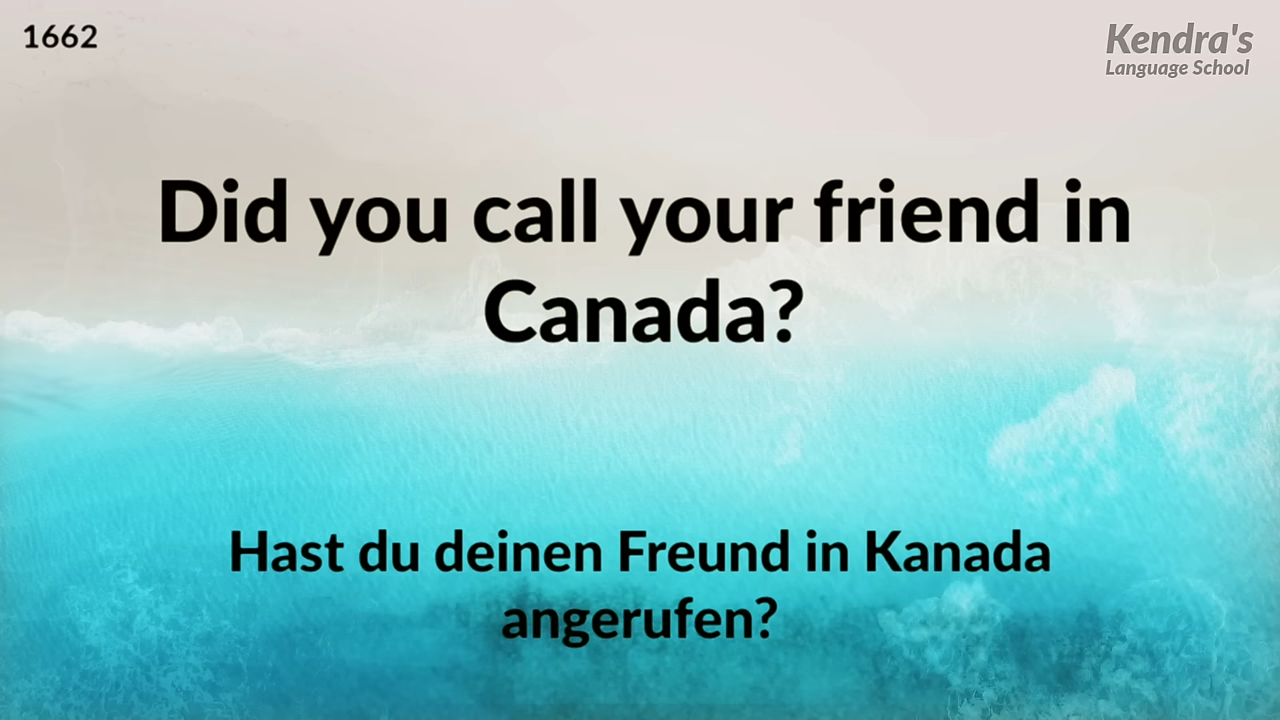 1662
Kendra's
Language School
Did you call your friend in
Canada?
Hast du deinen Freund in Kanada
angerufen?